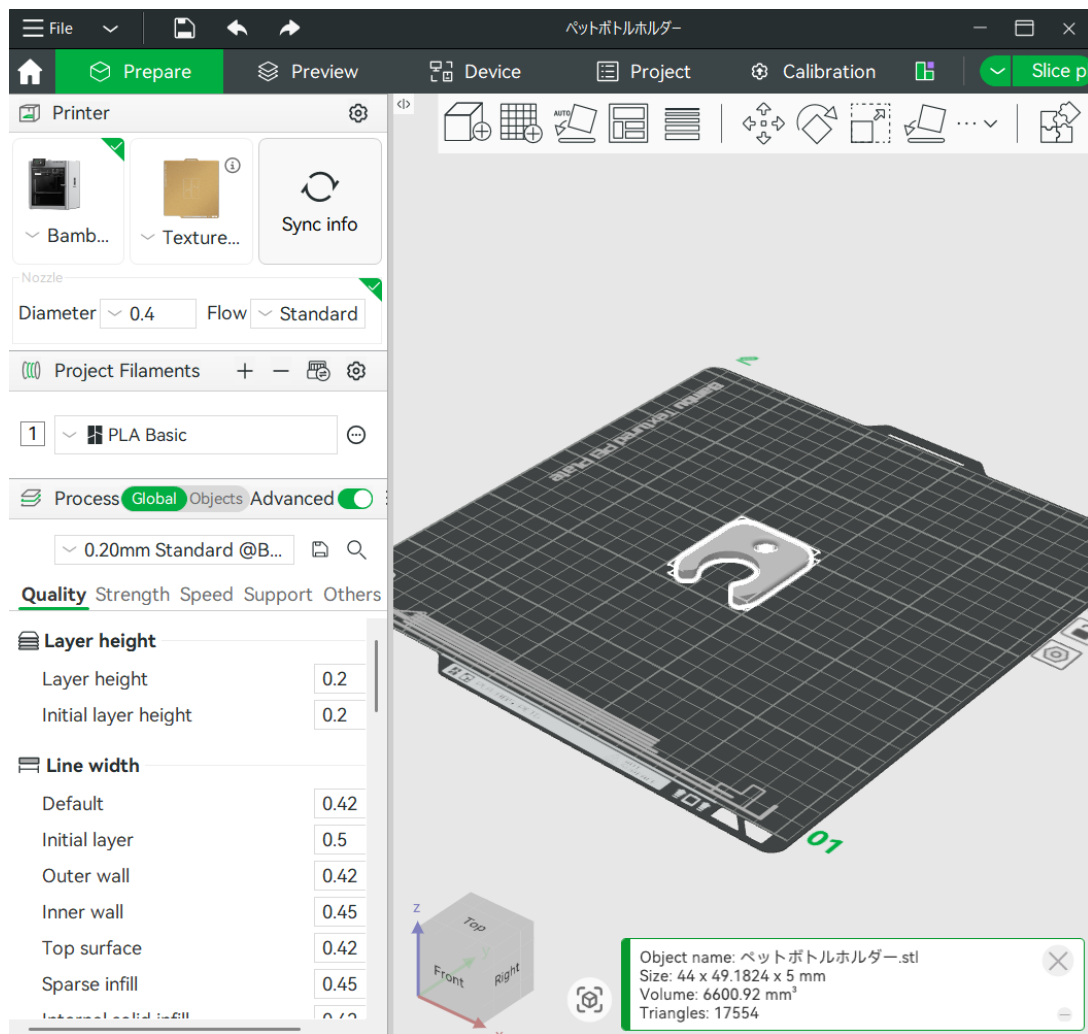 File
ペットボトルホルダー
Prepare
Preview
Device
Project
Calibration
Slice p
Printer
Bamb...
Texture...
Sync info
Nozzle
Diameter 0.4 Flow Standard
Project Filaments
1 PLA Basic
Process Global Objects Advanced
0.20mm Standard @B...
Quality Strength Speed Support Others
Layer height
Layer height 0.2
Initial layer height 0.2
Line width
Default 0.42
Initial layer 0.5
Outer wall 0.42
Inner wall 0.45
Top surface 0.42
Sparse infill 0.45
Internal solid infill 0.42
AUTO
Bambu Textured PEI Plate
01
Z
Top
Y
Front
Right
X
Object name: ペットボトルホルダー.stl
Size: 44 x 49.1824 x 5 mm
Volume: 6600.92 mm³
Triangles: 17554